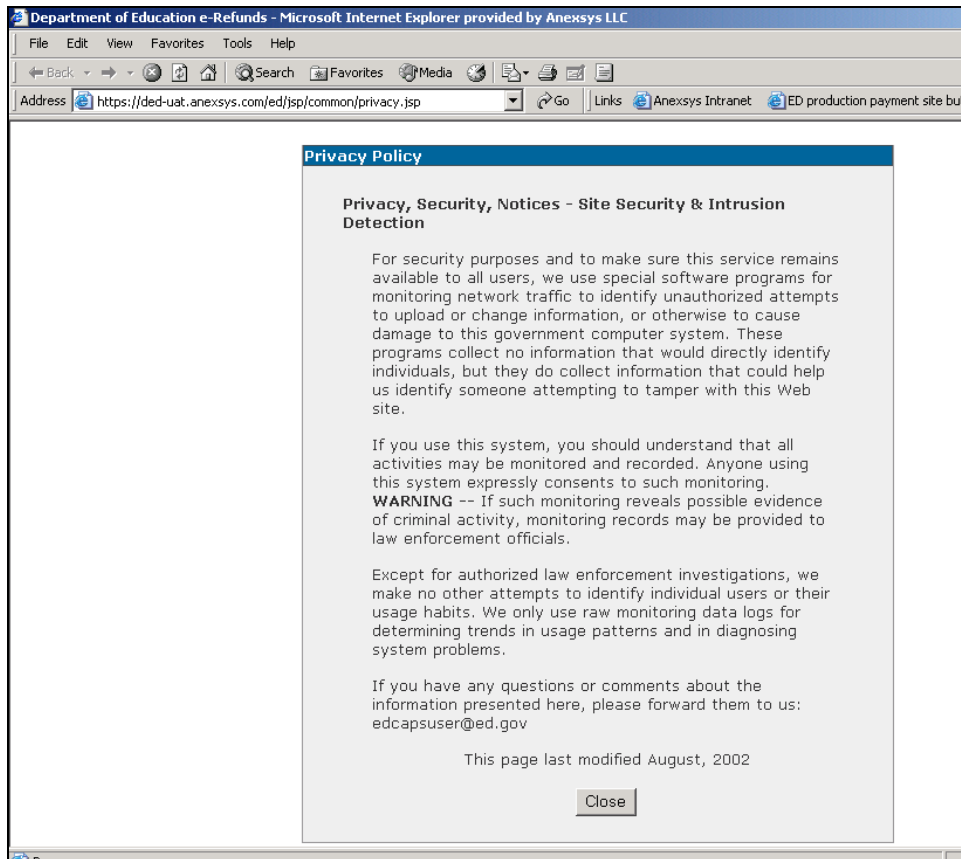 Department of Education e-Refunds - Microsoft Internet Explorer provided by Anexsys LLC
File Edit View Favorites Tools Help
Back Search Favorites Media
Address https://ded-uat.anexsys.com/ed/jsp/common/privacy.jsp Go Links Anexsys Intranet ED production payment site bu
Privacy Policy
Privacy, Security, Notices - Site Security & Intrusion
Detection
For security purposes and to make sure this service remains
available to all users, we use special software programs for
monitoring network traffic to identify unauthorized attempts
to upload or change information, or otherwise to cause
damage to this government computer system. These
programs collect no information that would directly identify
individuals, but they do collect information that could help
us identify someone attempting to tamper with this Web
site.
If you use this system, you should understand that all
activities may be monitored and recorded. Anyone using
this system expressly consents to such monitoring.
WARNING -- If such monitoring reveals possible evidence
of criminal activity, monitoring records may be provided to
law enforcement officials.
Except for authorized law enforcement investigations, we
make no other attempts to identify individual users or their
usage habits. We only use raw monitoring data logs for
determining trends in usage patterns and in diagnosing
system problems.
If you have any questions or comments about the
information presented here, please forward them to us:
edcapsuser@ed.gov
This page last modified August, 2002
Close